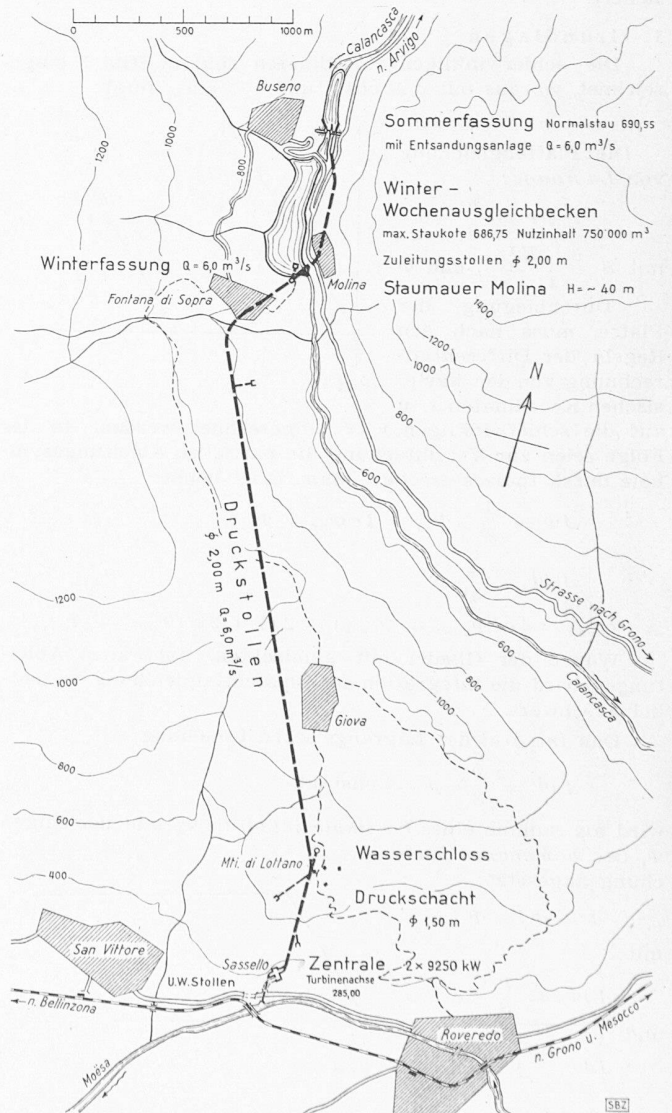 0 500 1000 m
Calancasca
n. Arvigo
Buseno
1200
1000
800
Sommerfassung Normalstau 690,55
mit Entsandungsanlage Q = 6,0 m³/s
Winter -
Wochenausgleichbecken
max. Staukote 686,75 Nutzinhalt 750'000 m³
Zuleitungsstollen ϕ 2,00 m
Staumauer Molina H = ~ 40 m
Winterfassung Q = 6,0 m³/s
Molina
Fontana di Sopra
1400
1200
1000
800
N
600
Druckstollen
ϕ 2,00 m Q = 6,0 m³/s
Strasse nach Grono
Calancasca
1200
1000
800
600
400
600
800
1000
Giova
Mti. di Lottano
Wasserschloss
Druckschacht
ϕ 1,50 m
San Vittore
Sassello
U.W. Stollen
Zentrale 2 × 9250 kW
Turbinenachse
285,00
n. Bellinzona
Roveredo
n. Grono u. Mesocco
Moësa
SBZ